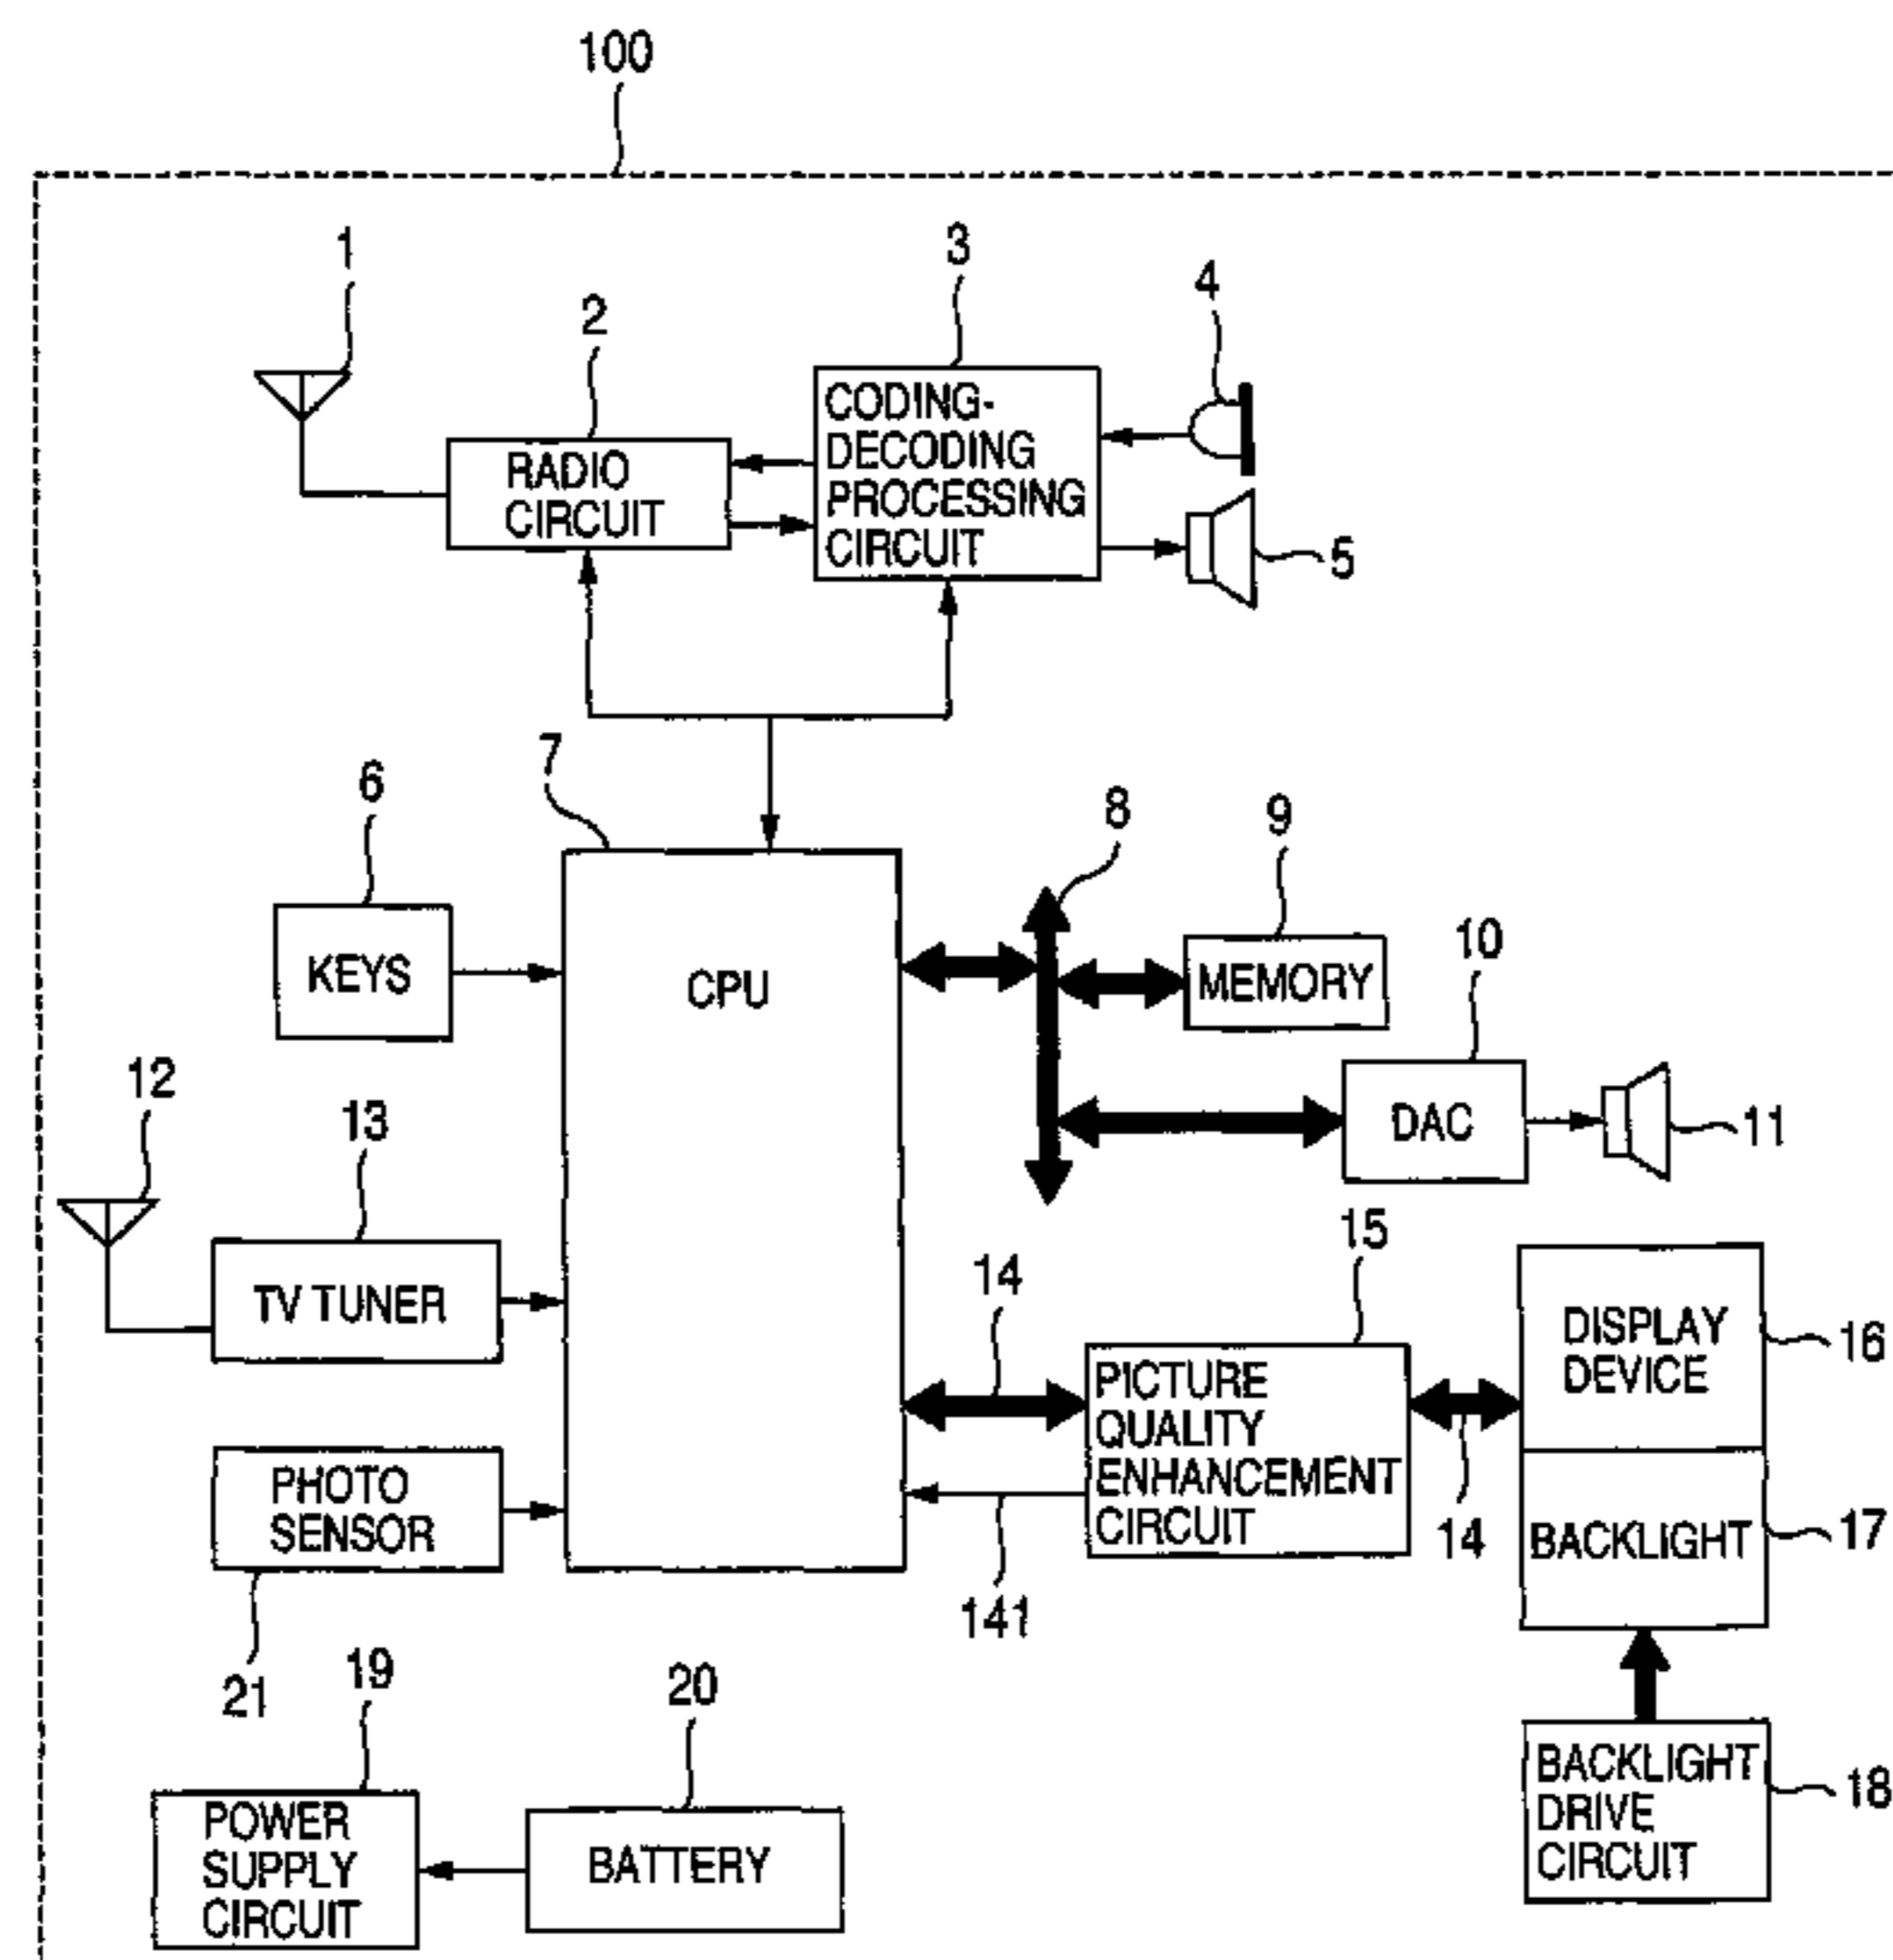 100
1
2
3
4
RADIO
CIRCUIT
CODING-
DECODING
PROCESSING
CIRCUIT
5
6
7
8
9
10
KEYS
CPU
MEMORY
DAC
11
12
13
TV TUNER
14
15
PICTURE
QUALITY
ENHANCEMENT
CIRCUIT
DISPLAY
DEVICE
16
14
BACKLIGHT
17
141
PHOTO
SENSOR
21
19
20
POWER
SUPPLY
CIRCUIT
BATTERY
BACKLIGHT
DRIVE
CIRCUIT
18